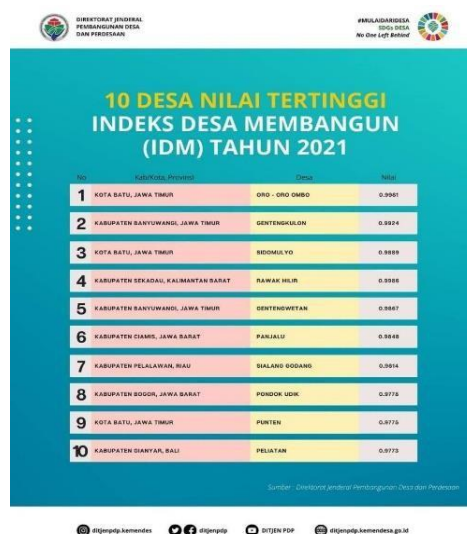 DIREKTORAT JENDERAL
PEMBANGUNAN DESA
DAN PERDESAAN
#MULAIDARIDESA
SDGs DESA
No One Left Behind
10 DESA NILAI TERTINGGI
INDEKS DESA MEMBANGUN
(IDM) TAHUN 2021
No Kab/Kota, Provinsi Desa Nilai
1 KOTA BATU, JAWA TIMUR ORO - ORO OMBO 0.9981
2 KABUPATEN BANYUWANGI, JAWA TIMUR GENTENGKULON 0.9924
3 KOTA BATU, JAWA TIMUR SIDOMULYO 0.9889
4 KABUPATEN SEKADAU, KALIMANTAN BARAT RAWAK HILIR
5 KABUPATEN BANYUWANGI, JAWA TIMUR GENTENGWETAN 0.9867
6 KABUPATEN CIAMIS, JAWA BARAT PANJALU 0.9848
7 KABUPATEN PELALAWAN, RIAU SIALANG GODANG 0.9814
8 KABUPATEN BOGOR, JAWA BARAT PONDOK UDIK 0.9778
9 KOTA BATU, JAWA TIMUR PUNTEN 0.9775
10 KABUPATEN GIANYAR, BALI PELIATAN 0.9773
Sumber : Direktorat Jenderal Pembangunan Desa dan Perdesaan
ditjenpdp.kemendes ditjenpdp DITJEN PDP ditjenpdp.kemendesa.go.id